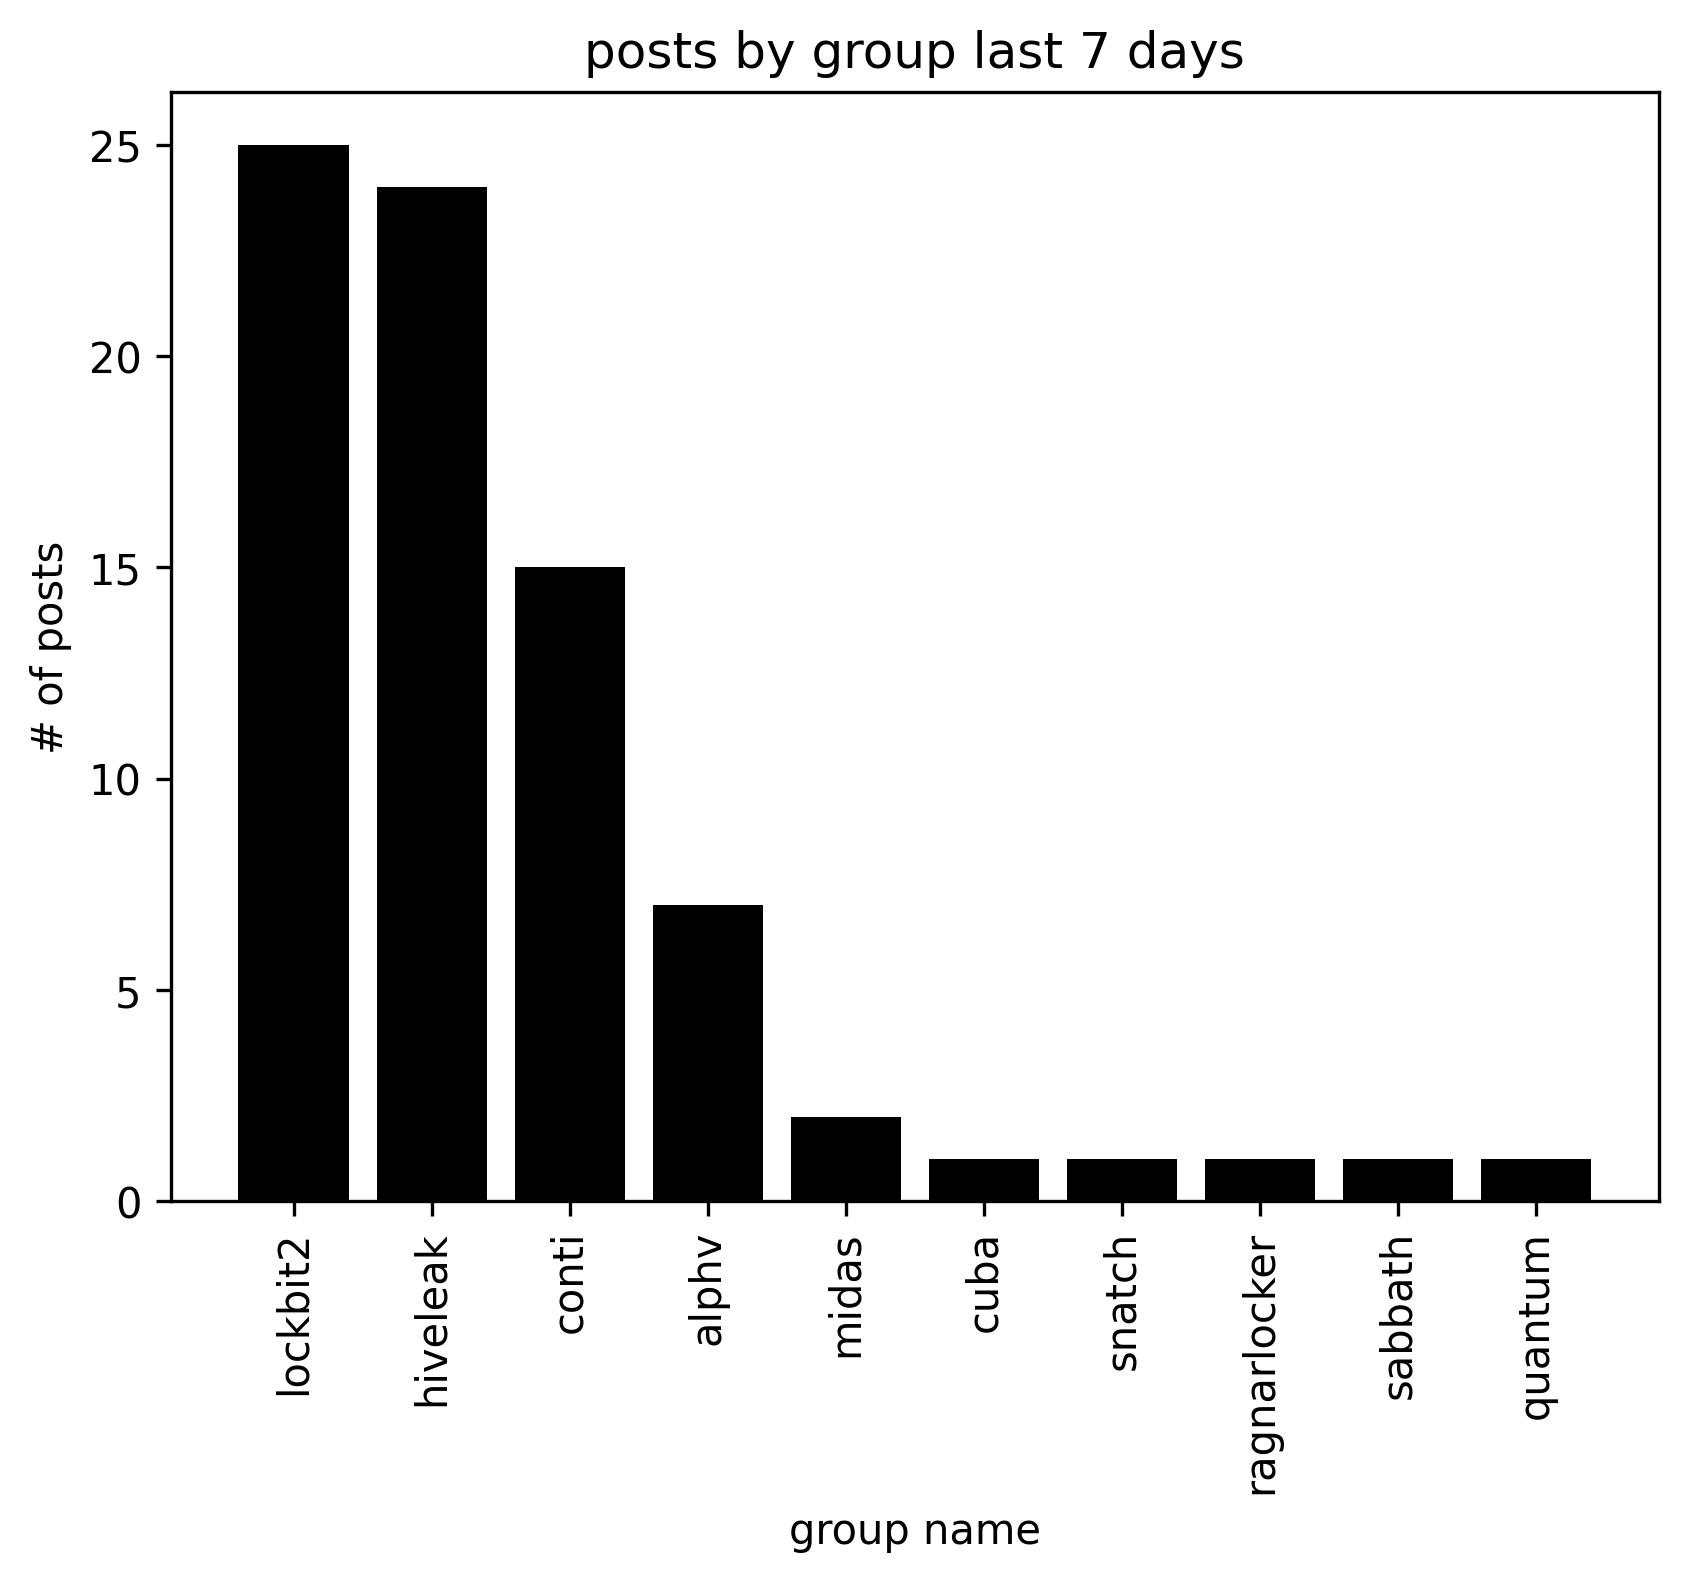 posts by group last 7 days
25
20
15
10
5
0
# of posts
lockbit2
hiveleak
conti
alphv
midas
cuba
snatch
ragnarlocker
sabbath
quantum
group name